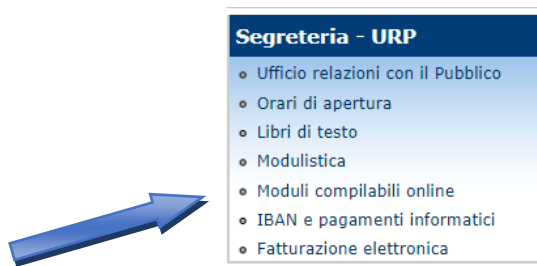 Segreteria - URP
Ufficio relazioni con il Pubblico
Orari di apertura
Libri di testo
Modulistica
Moduli compilabili online
IBAN e pagamenti informatici
Fatturazione elettronica